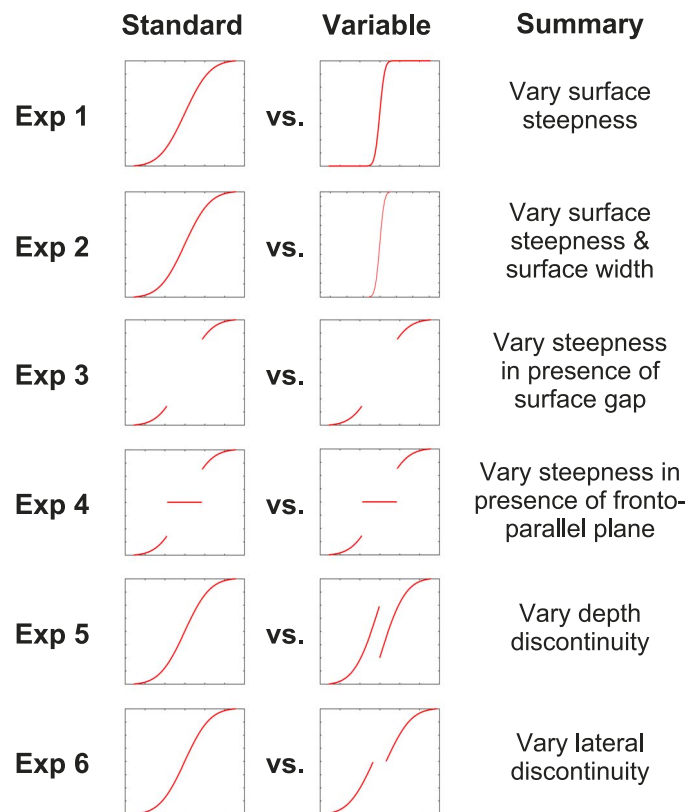 Standard Variable Summary
Exp 1 vs. Vary surface
steepness
Exp 2 vs. Vary surface
steepness &
surface width
Exp 3 vs. Vary steepness
in presence of
surface gap
Exp 4 vs. Vary steepness in
presence of fronto-
parallel plane
Exp 5 vs. Vary depth
discontinuity
Exp 6 vs. Vary lateral
discontinuity